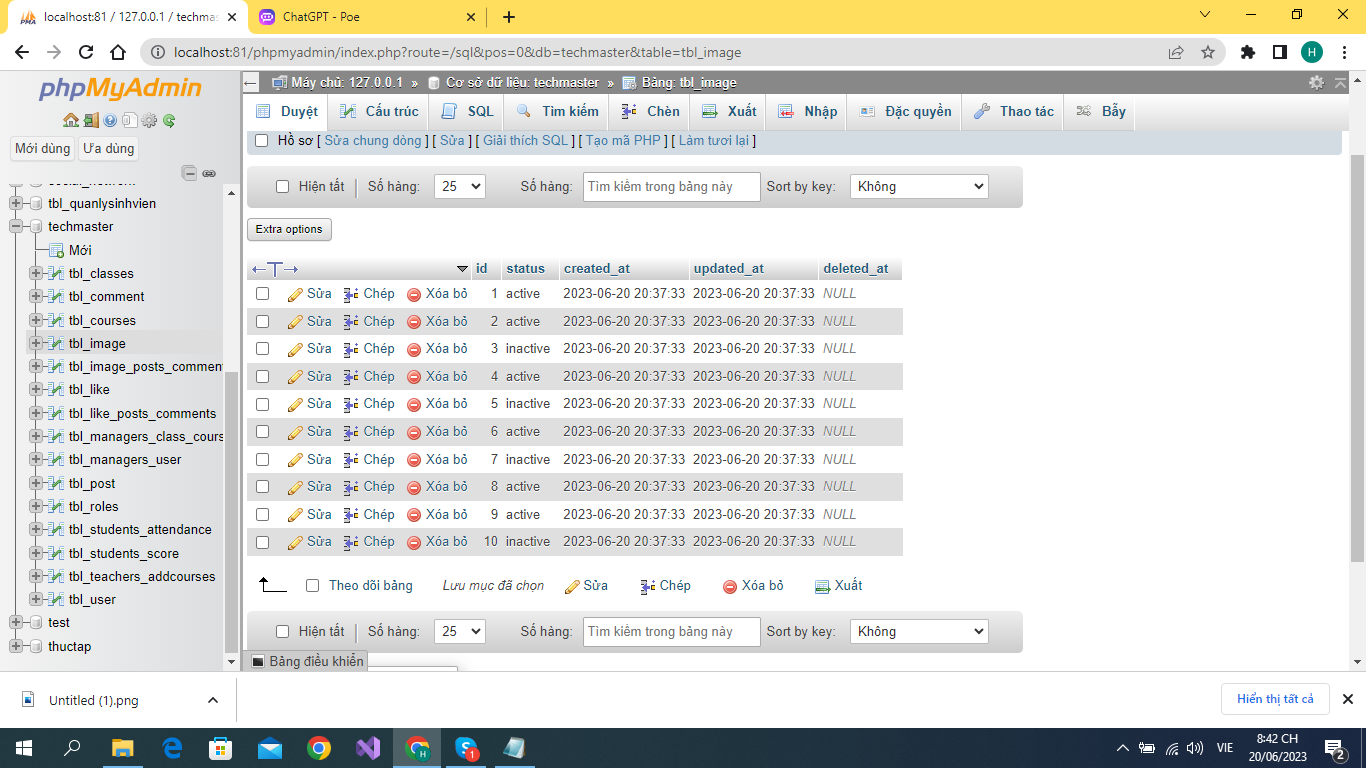 localhost:81 / 127.0.0.1 / techmas
ChatGPT - Poe
localhost:81/phpmyadmin/index.php?route=/sql&pos=0&db=techmaster&table=tbl_image
H
phpMyAdmin
Mới dùng
Ưa dùng
social_network
tbl_quanlysinhvien
techmaster
Mới
tbl_classes
tbl_comment
tbl_courses
tbl_image
tbl_image_posts_commen
tbl_like
tbl_like_posts_comments
tbl_managers_class_cours
tbl_managers_user
tbl_post
tbl_roles
tbl_students_attendance
tbl_students_score
tbl_teachers_addcourses
tbl_user
test
thuctap
Máy chủ: 127.0.0.1 » Cơ sở dữ liệu: techmaster » Bảng: tbl_image
Duyệt Cấu trúc SQL Tìm kiếm Chèn Xuất Nhập Đặc quyền Thao tác Bẫy
Hồ sơ [ Sửa chung dòng ] [ Sửa ] [ Giải thích SQL ] [ Tạo mã PHP ] [ Làm tươi lại ]
Hiện tất | Số hàng: 25 Số hàng: Tìm kiếm trong bảng này Sort by key: Không
Extra options
←T→ id status created_at updated_at deleted_at
Sửa Chép Xóa bỏ 1 active 2023-06-20 20:37:33 2023-06-20 20:37:33 NULL
Sửa Chép Xóa bỏ 2 active 2023-06-20 20:37:33 2023-06-20 20:37:33 NULL
Sửa Chép Xóa bỏ 3 inactive 2023-06-20 20:37:33 2023-06-20 20:37:33 NULL
Sửa Chép Xóa bỏ 4 active 2023-06-20 20:37:33 2023-06-20 20:37:33 NULL
Sửa Chép Xóa bỏ 5 inactive 2023-06-20 20:37:33 2023-06-20 20:37:33 NULL
Sửa Chép Xóa bỏ 6 active 2023-06-20 20:37:33 2023-06-20 20:37:33 NULL
Sửa Chép Xóa bỏ 7 inactive 2023-06-20 20:37:33 2023-06-20 20:37:33 NULL
Sửa Chép Xóa bỏ 8 active 2023-06-20 20:37:33 2023-06-20 20:37:33 NULL
Sửa Chép Xóa bỏ 9 active 2023-06-20 20:37:33 2023-06-20 20:37:33 NULL
Sửa Chép Xóa bỏ 10 inactive 2023-06-20 20:37:33 2023-06-20 20:37:33 NULL
Theo dõi bảng Lưu mục đã chọn Sửa Chép Xóa bỏ Xuất
Hiện tất | Số hàng: 25 Số hàng: Tìm kiếm trong bảng này Sort by key: Không
Bảng điều khiển
Untitled (1).png
Hiển thị tất cả
VIE
8:42 CH
20/06/2023
2